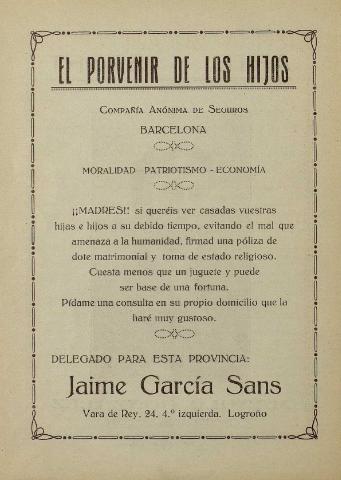 EL PORVENIR DE LOS HIJOS
COMPAÑÍA ANÓNIMA DE SEGUROS
BARCELONA
MORALIDAD - PATRIOTISMO - ECONOMÍA
¡¡MADRES!! si queréis ver casadas vuestras
hijas e hijos a su debido tiempo, evitando el mal que
amenaza a la humanidad, firmad una póliza de
dote matrimonial y toma de estado religioso.
Cuesta menos que un juguete y puede
ser base de una fortuna.
Pídame una consulta en su propio domicilio que la
haré muy gustoso.
DELEGADO PARA ESTA PROVINCIA:
Jaime García Sans
Vara de Rey, 24, 4.º izquierda. Logroño